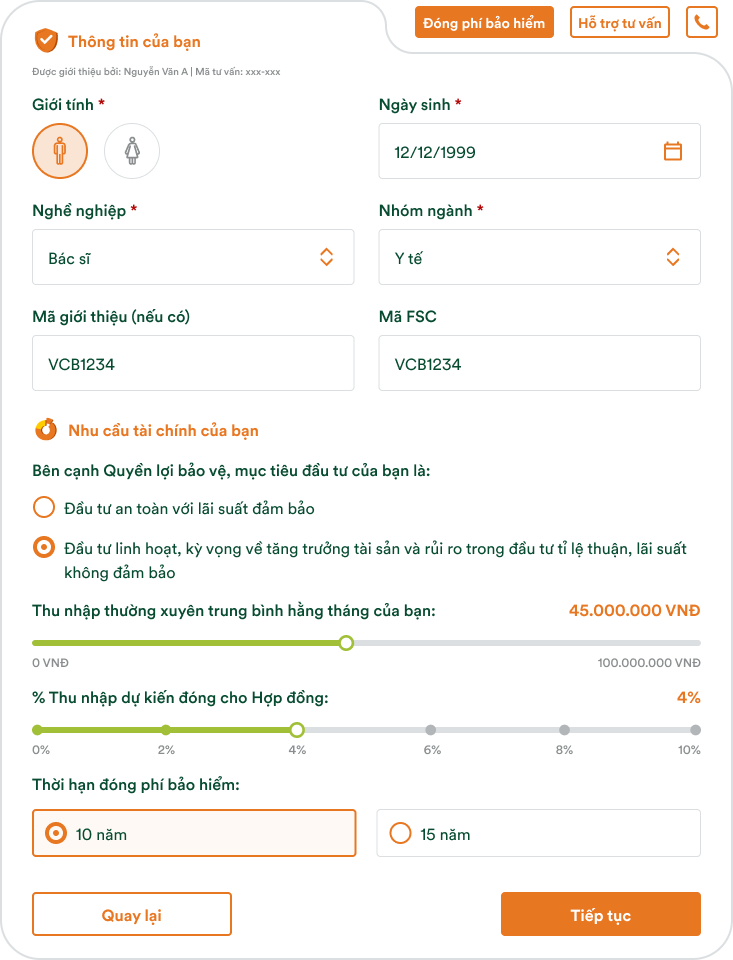 Đóng phí bảo hiểm
Hỗ trợ tư vấn
Thông tin của bạn
Được giới thiệu bởi: Nguyễn Văn A | Mã tư vấn: xxx-xxx
Giới tính *
Ngày sinh *
12/12/1999
Nghề nghiệp *
Nhóm ngành *
Bác sĩ
Y tế
Mã giới thiệu (nếu có)
Mã FSC
VCB1234
VCB1234
Nhu cầu tài chính của bạn
Bên cạnh Quyền lợi bảo vệ, mục tiêu đầu tư của bạn là:
Đầu tư an toàn với lãi suất đảm bảo
Đầu tư linh hoạt, kỳ vọng về tăng trưởng tài sản và rủi ro trong đầu tư tỉ lệ thuận, lãi suất
không đảm bảo
Thu nhập thường xuyên trung bình hằng tháng của bạn:
45.000.000 VNĐ
0 VNĐ
100.000.000 VNĐ
% Thu nhập dự kiến đóng cho Hợp đồng:
4%
0%
2%
4%
6%
8%
10%
Thời hạn đóng phí bảo hiểm:
10 năm
15 năm
Quay lại
Tiếp tục